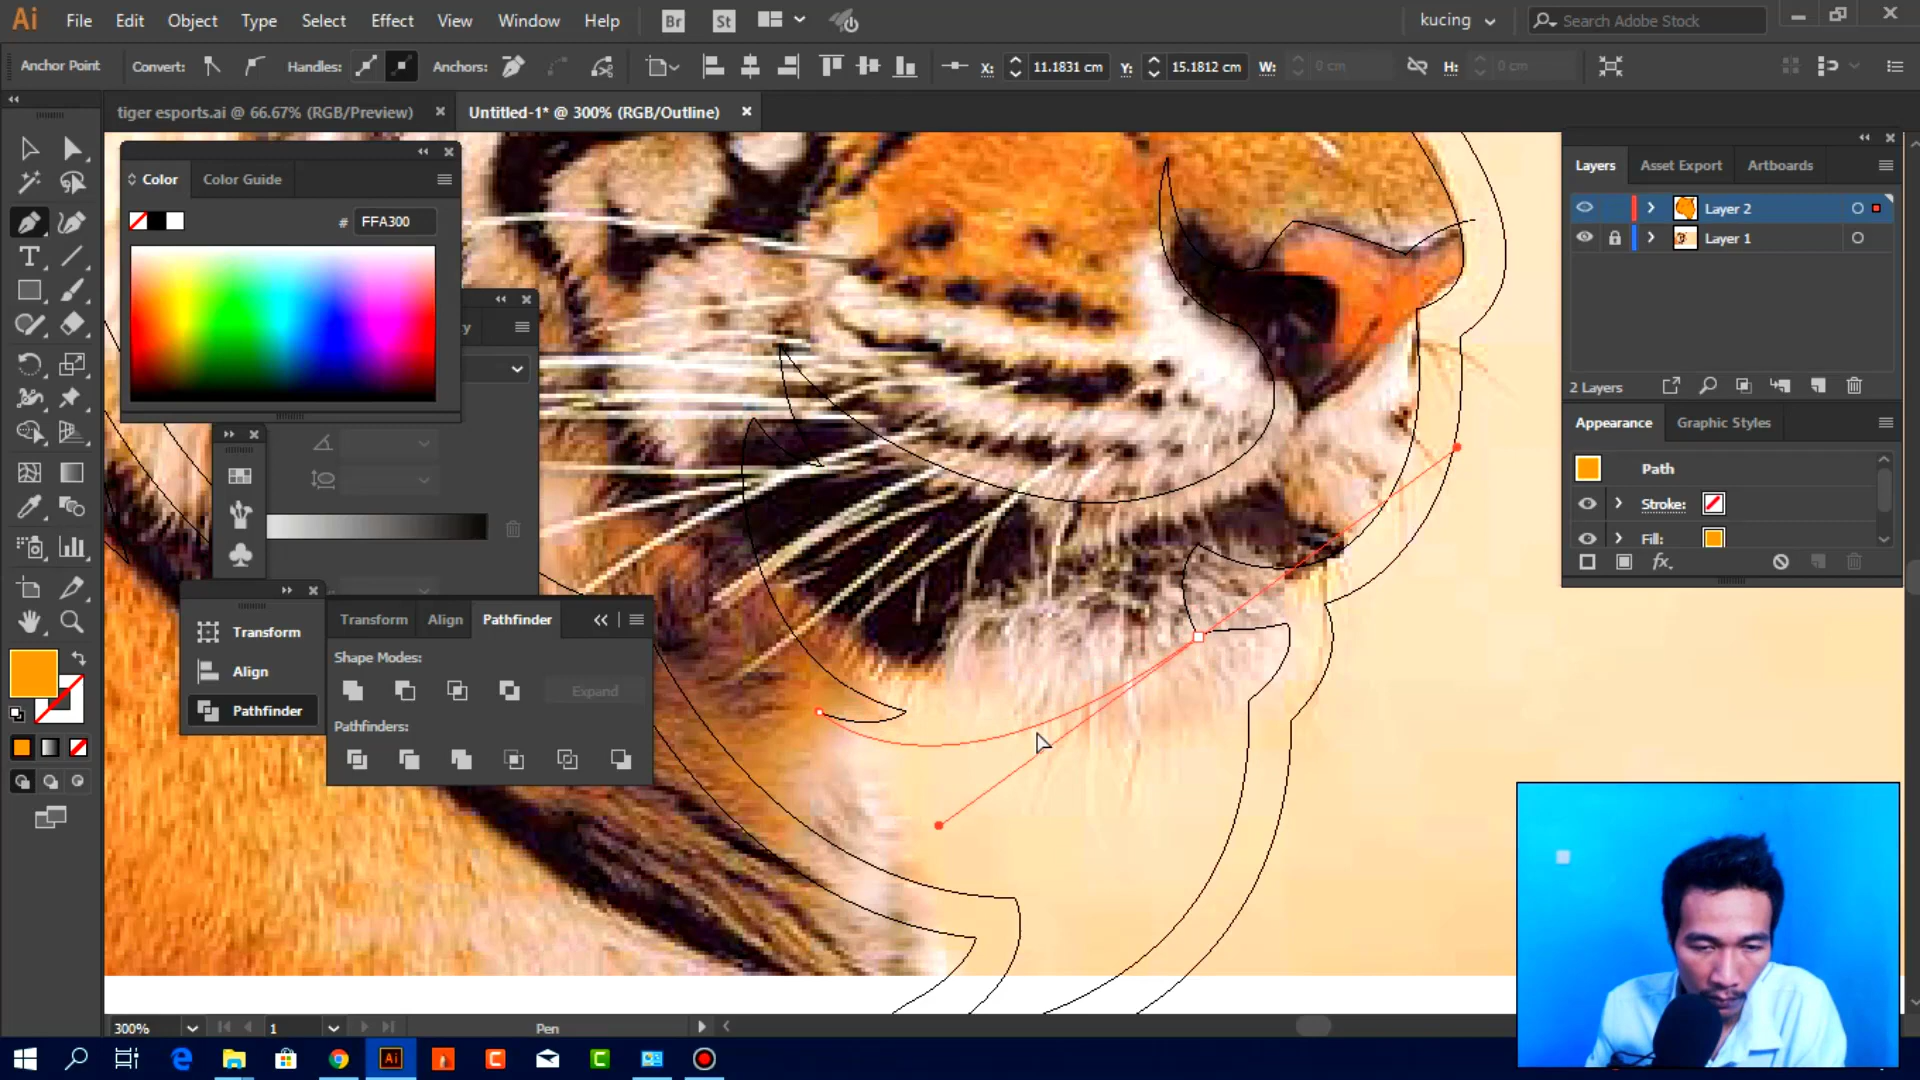 Ai File Edit Object Type Select Effect View Window Help Br St kucing Search Adobe Stock
Anchor Point Convert: Handles: Anchors: X: 11.1831 cm Y: 15.1812 cm W: 0 cm H: 0 cm
tiger esports.ai @ 66.67% (RGB/Preview) Untitled-1* @ 300% (RGB/Outline)
Color Color Guide
# FFA300
Layers Asset Export Artboards
Layer 2
Layer 1
2 Layers
Appearance Graphic Styles
Path
Stroke:
Fill:
Transform
Align
Pathfinder
Transform Align Pathfinder
Shape Modes:
Expand
Pathfinders:
300% 1 Pen
Ai